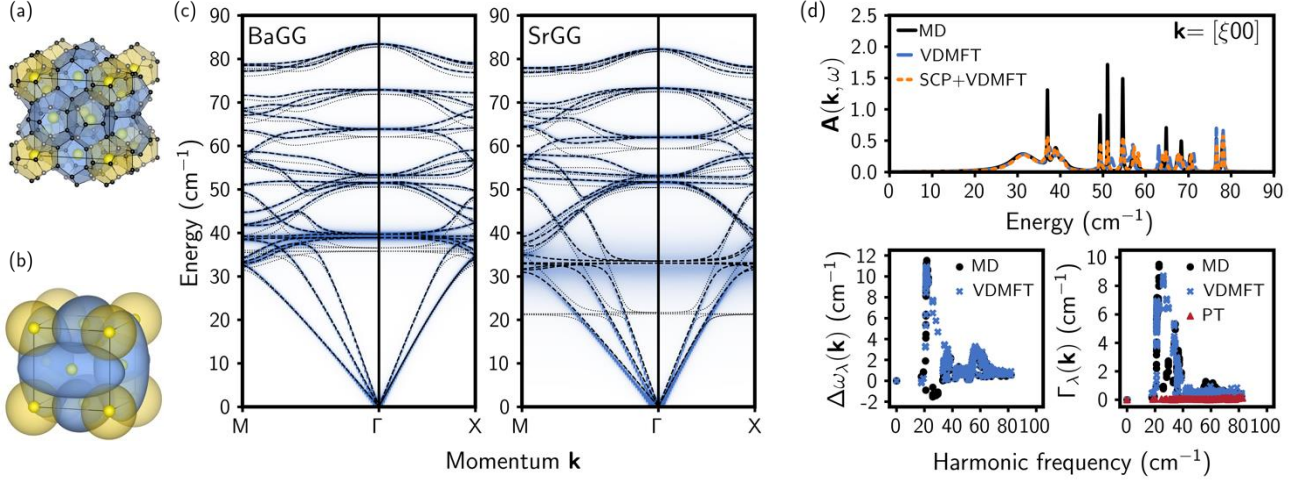 (a)
(b)
(c)
BaGG
SrGG
Energy (cm⁻¹)
90
80
70
60
50
40
30
20
10
0
M
Γ
X
90
80
70
60
50
40
30
20
10
0
M
Γ
X
Momentum k
(d)
A(k, ω)
2.5
2.0
1.5
1.0
0.5
0.0
MD
VDMFT
SCP+VDMFT
k= [ξ00]
0 10 20 30 40 50 60 70 80 90
Energy (cm⁻¹)
Δωλ(k) (cm⁻¹)
12
10
8
6
4
2
0
-2
MD
VDMFT
0 20 40 60 80 100
Γλ(k) (cm⁻¹)
10
8
6
4
2
0
MD
VDMFT
PT
0 20 40 60 80 100
Harmonic frequency (cm⁻¹)